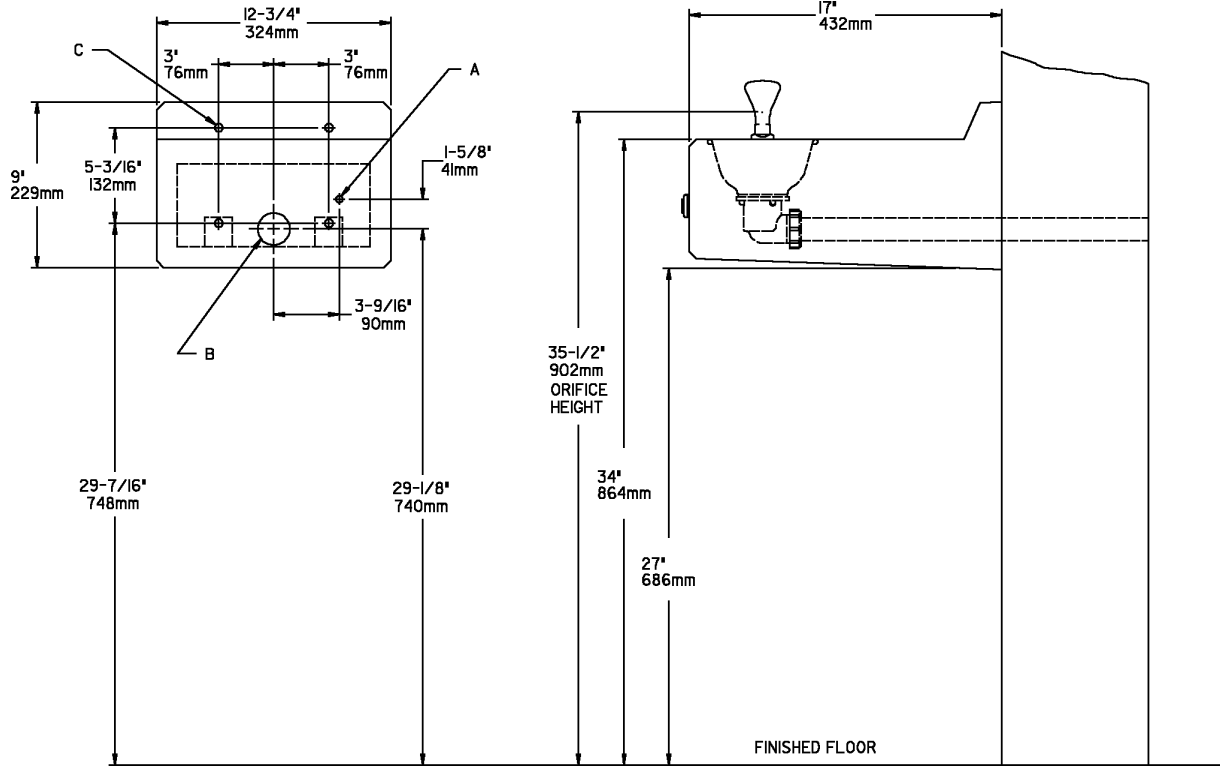 12-3/4"
324mm
C
3"
76mm
3"
76mm
A
5-3/16"
132mm
1-5/8"
41mm
9"
229mm
3-9/16"
90mm
B
29-7/16"
748mm
29-1/8"
740mm
17"
432mm
35-1/2"
902mm
ORIFICE
HEIGHT
34"
864mm
27"
686mm
FINISHED FLOOR